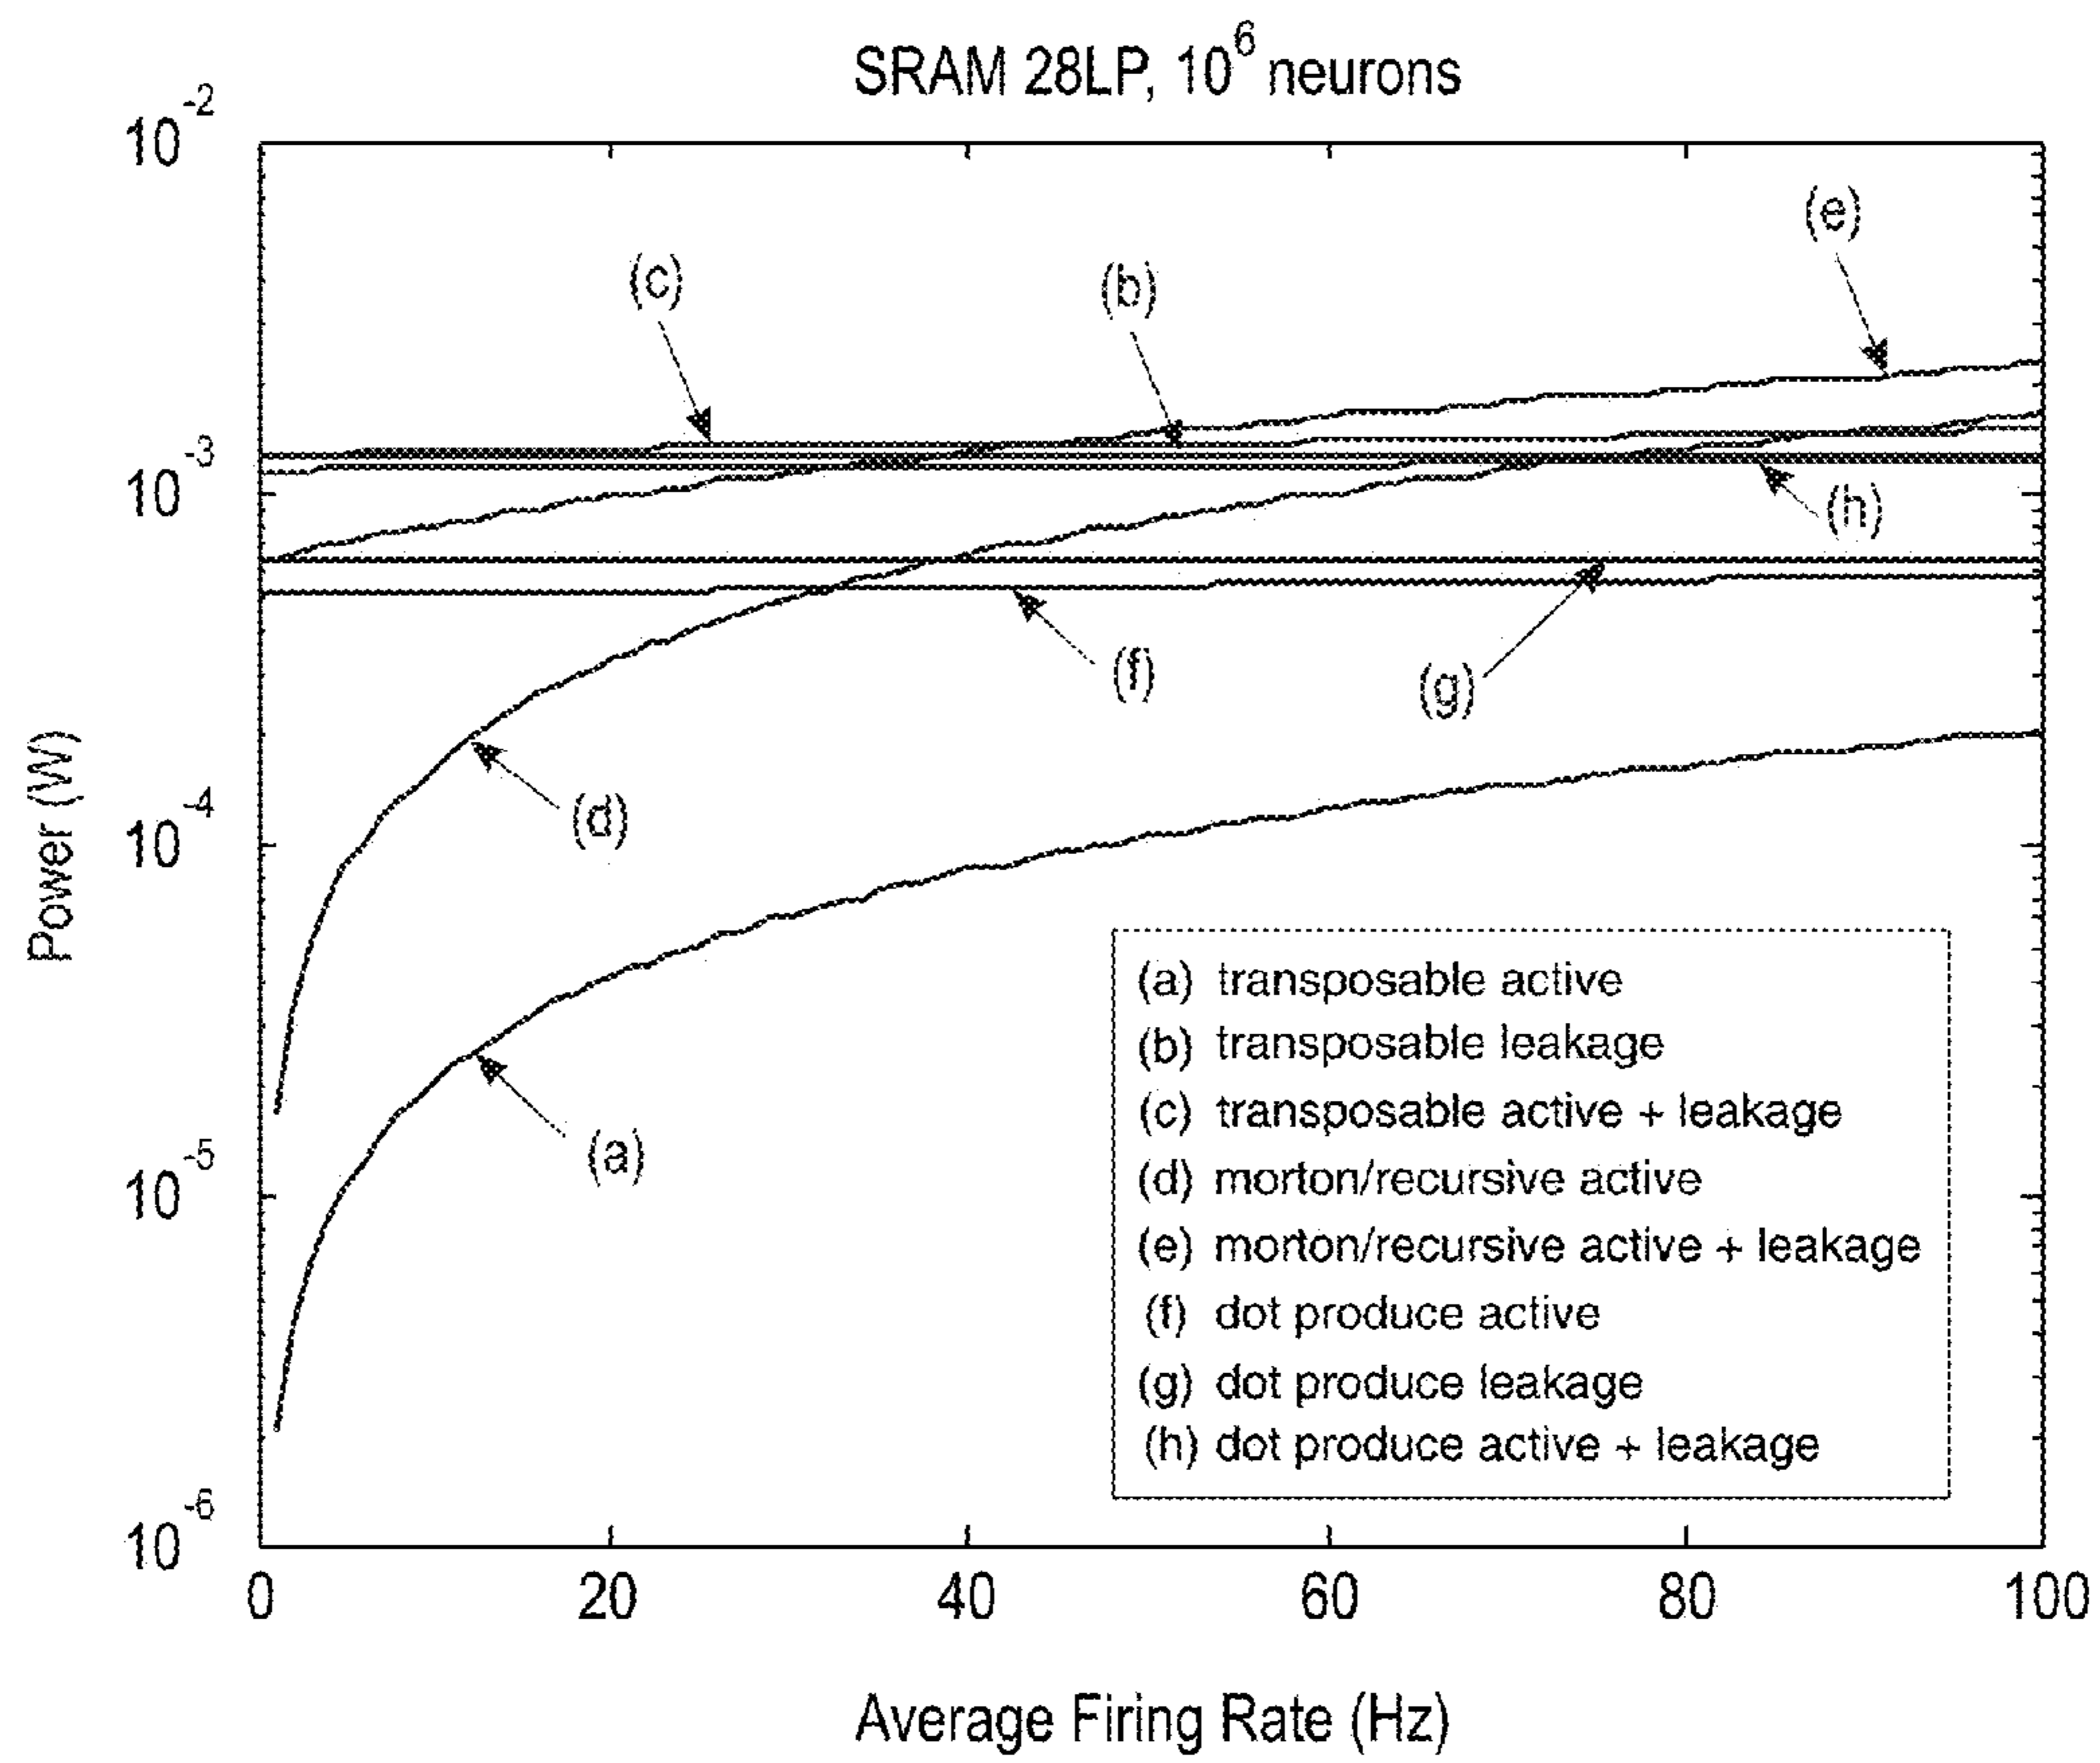 SRAM 28LP, 10^6 neurons
10^-2
10^-3
10^-4
10^-5
10^-6
Power (W)
(c)
(b)
(e)
(h)
(f)
(g)
(d)
(a)
(a) transposable active
(b) transposable leakage
(c) transposable active + leakage
(d) morton/recursive active
(e) morton/recursive active + leakage
(f) dot produce active
(g) dot produce leakage
(h) dot produce active + leakage
0 20 40 60 80 100
Average Firing Rate (Hz)